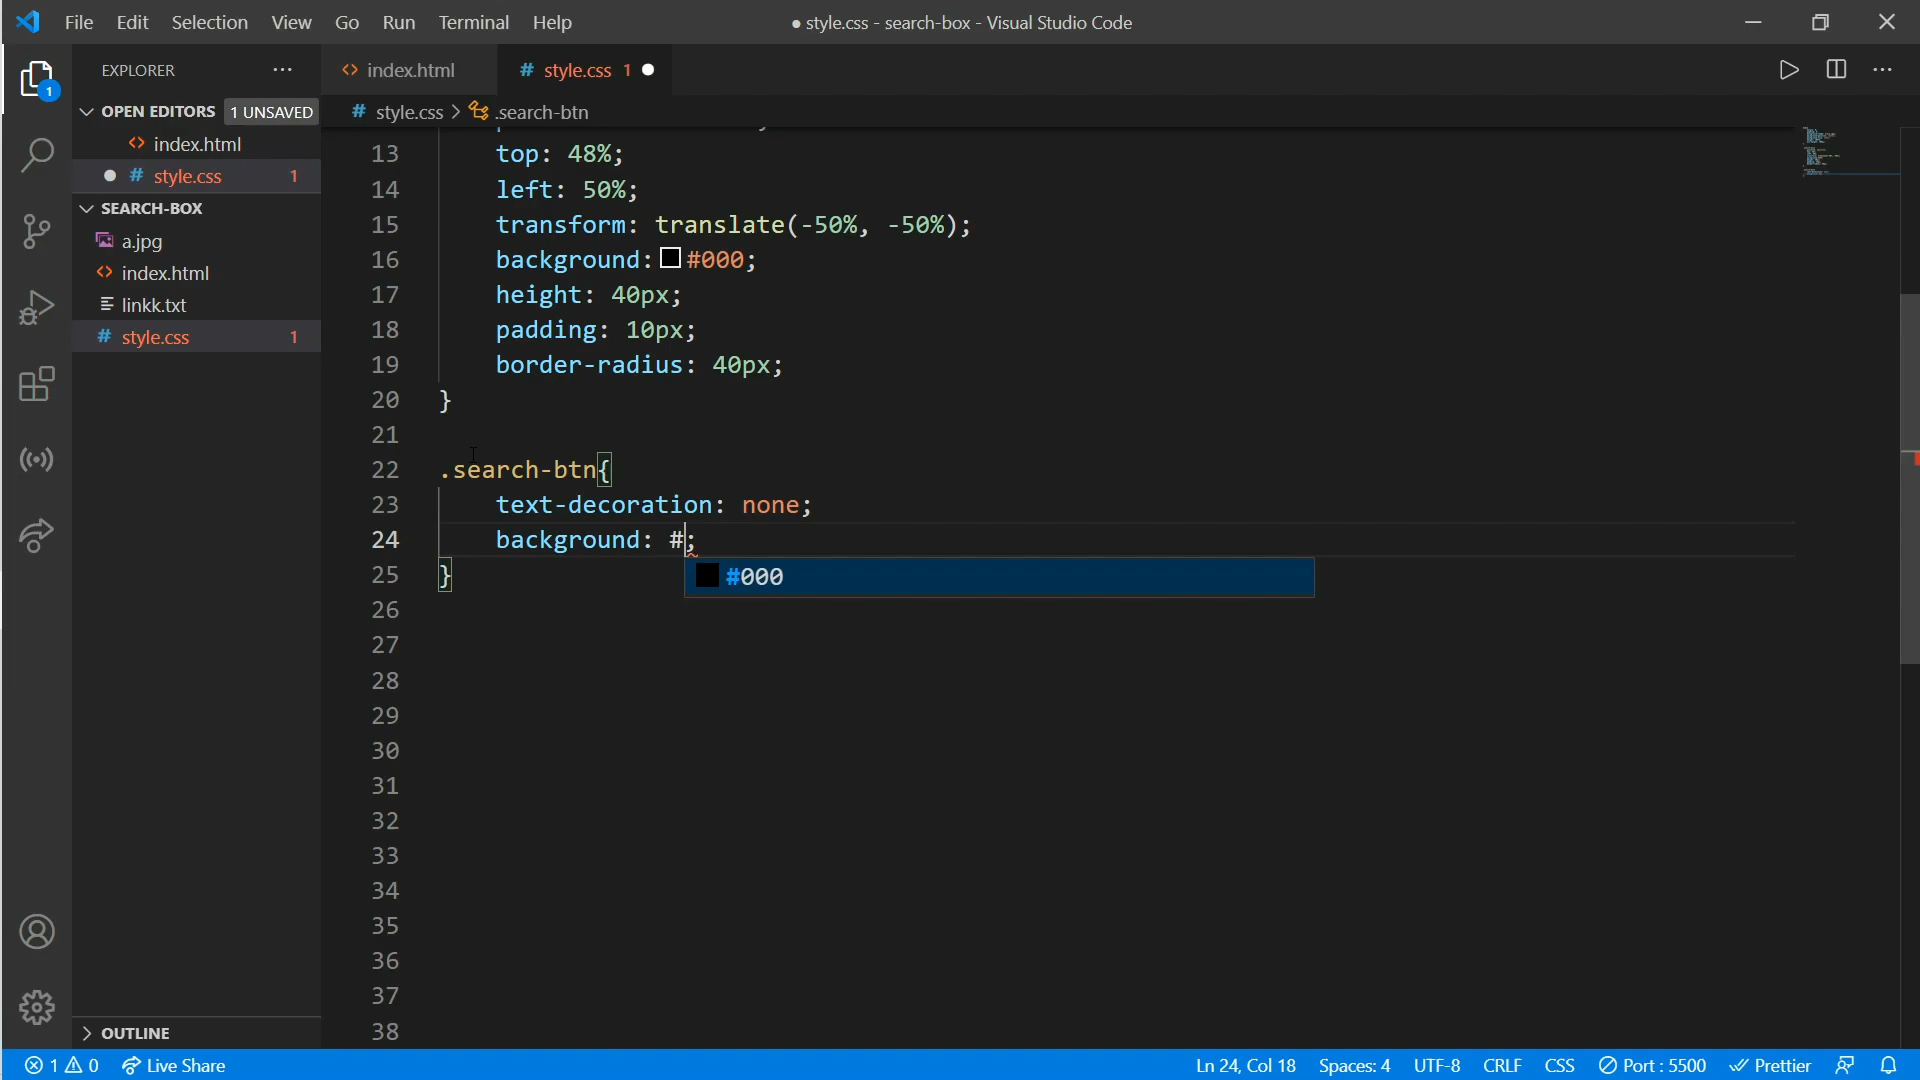 File Edit Selection View Go Run Terminal Help
● style.css - search-box - Visual Studio Code
EXPLORER ···
OPEN EDITORS 1 UNSAVED
<> index.html
# style.css 1
SEARCH-BOX
a.jpg
<> index.html
linkk.txt
# style.css 1
OUTLINE
1
<> index.html # style.css 1 ●
# style.css > .search-btn
13 top: 48%;
14 left: 50%;
15 transform: translate(-50%, -50%);
16 background: #000;
17 height: 40px;
18 padding: 10px;
19 border-radius: 40px;
20 }
21
22 .search-btn{
23 text-decoration: none;
24 background: #;
25 }
#000
26
27
28
29
30
31
32
33
34
35
36
37
38
1 0 Live Share
Ln 24, Col 18 Spaces: 4 UTF-8 CRLF CSS Port : 5500 Prettier